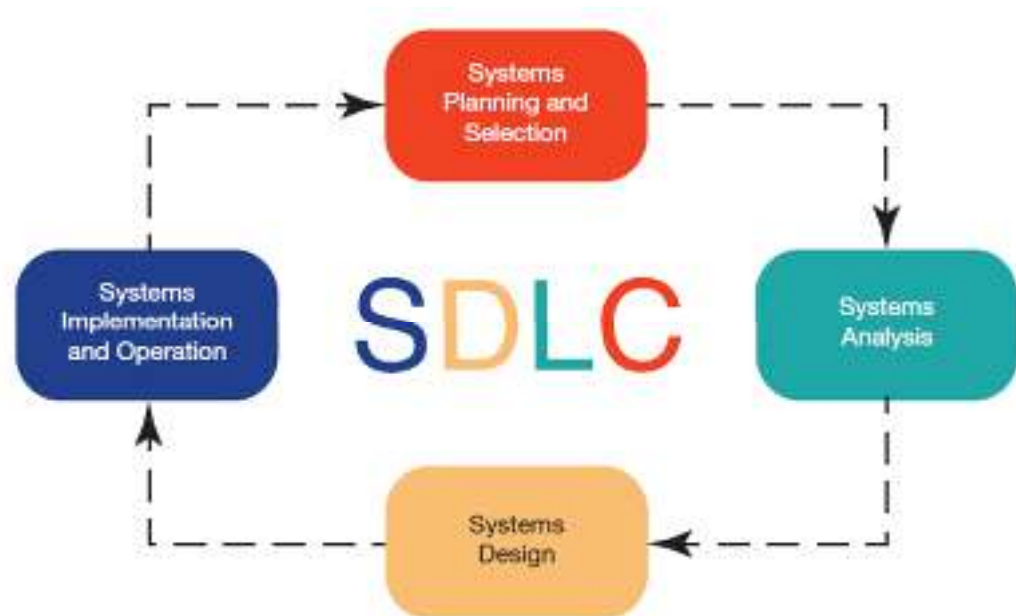 Systems
Planning and
Selection
Systems
Implementation
and Operation
SDLC
Systems
Analysis
Systems
Design